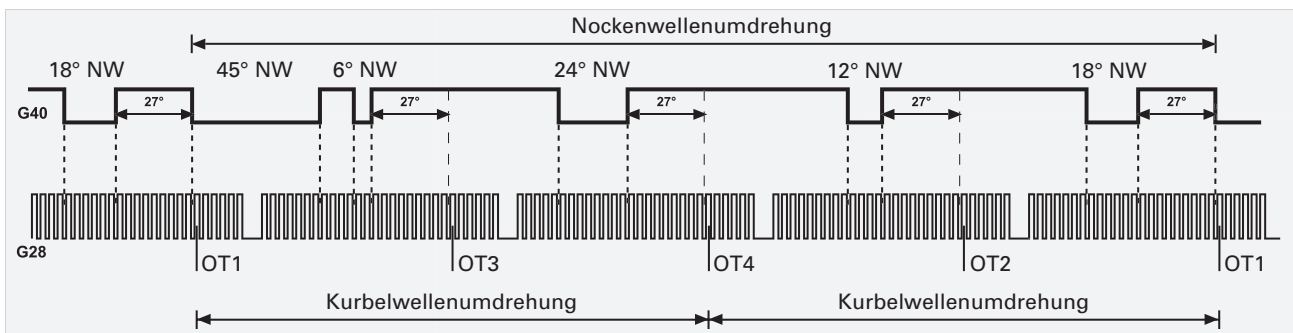 Nockenwellenumdrehung
18° NW 45° NW 6° NW 24° NW 12° NW 18° NW
G40 27° 27° 27° 27° 27°
G28
OT1 OT3 OT4 OT2 OT1
Kurbelwellenumdrehung Kurbelwellenumdrehung